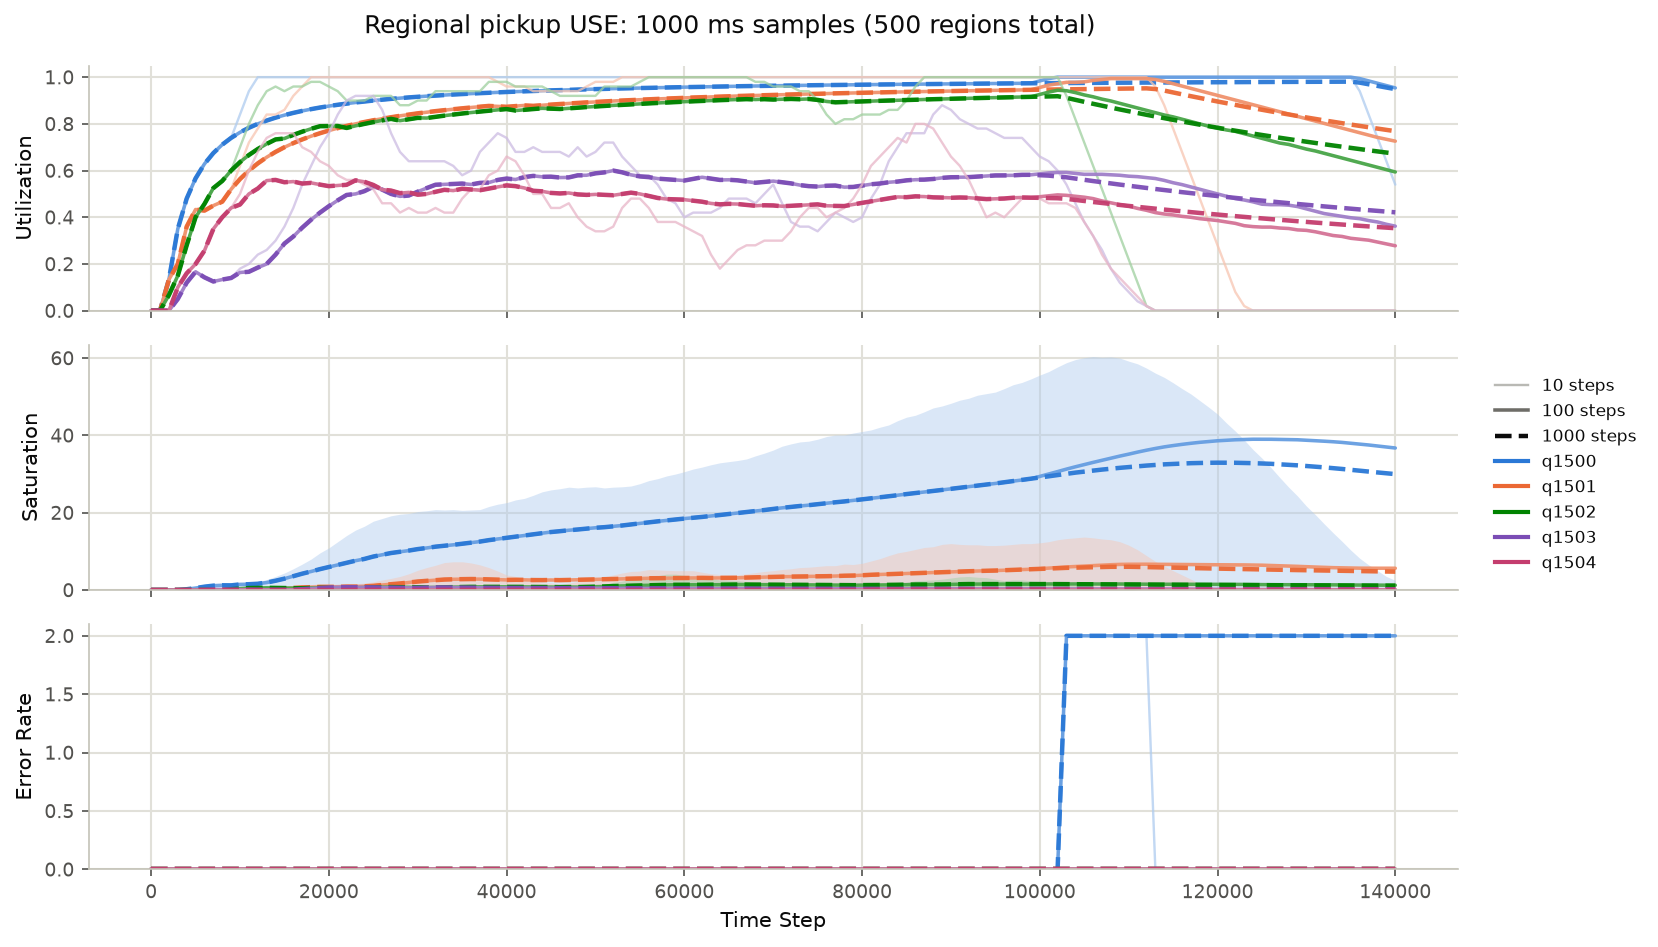 Regional pickup USE: 1000 ms samples (500 regions total)
Utilization
1.0
0.8
0.6
0.4
0.2
0.0
Saturation
60
40
20
0
10 steps
100 steps
1000 steps
q1500
q1501
q1502
q1503
q1504
Error Rate
2.0
1.5
1.0
0.5
0.0
0 20000 40000 60000 80000 100000 120000 140000
Time Step